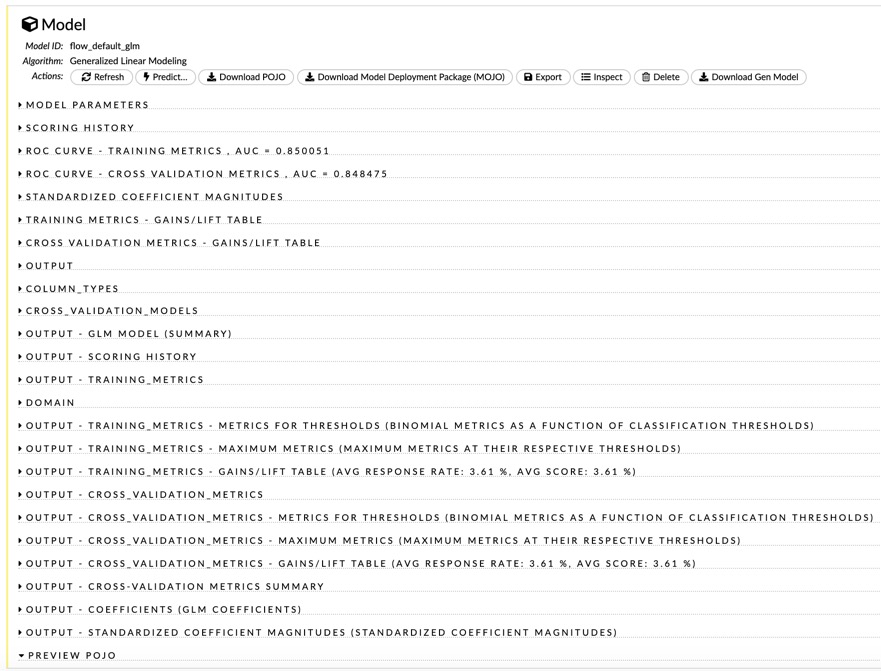 Model
Model ID: flow_default_glm
Algorithm: Generalized Linear Modeling
Actions: Refresh Predict... Download POJO Download Model Deployment Package (MOJO) Export Inspect Delete Download Gen Model
MODEL PARAMETERS
SCORING HISTORY
ROC CURVE - TRAINING METRICS , AUC = 0.850051
ROC CURVE - CROSS VALIDATION METRICS , AUC = 0.848475
STANDARDIZED COEFFICIENT MAGNITUDES
TRAINING METRICS - GAINS/LIFT TABLE
CROSS VALIDATION METRICS - GAINS/LIFT TABLE
OUTPUT
COLUMN_TYPES
CROSS_VALIDATION_MODELS
OUTPUT - GLM MODEL (SUMMARY)
OUTPUT - SCORING HISTORY
OUTPUT - TRAINING_METRICS
DOMAIN
OUTPUT - TRAINING_METRICS - METRICS FOR THRESHOLDS (BINOMIAL METRICS AS A FUNCTION OF CLASSIFICATION THRESHOLDS)
OUTPUT - TRAINING_METRICS - MAXIMUM METRICS (MAXIMUM METRICS AT THEIR RESPECTIVE THRESHOLDS)
OUTPUT - TRAINING_METRICS - GAINS/LIFT TABLE (AVG RESPONSE RATE: 3.61 %, AVG SCORE: 3.61 %)
OUTPUT - CROSS_VALIDATION_METRICS
OUTPUT - CROSS_VALIDATION_METRICS - METRICS FOR THRESHOLDS (BINOMIAL METRICS AS A FUNCTION OF CLASSIFICATION THRESHOLDS)
OUTPUT - CROSS_VALIDATION_METRICS - MAXIMUM METRICS (MAXIMUM METRICS AT THEIR RESPECTIVE THRESHOLDS)
OUTPUT - CROSS_VALIDATION_METRICS - GAINS/LIFT TABLE (AVG RESPONSE RATE: 3.61 %, AVG SCORE: 3.61 %)
OUTPUT - CROSS-VALIDATION METRICS SUMMARY
OUTPUT - COEFFICIENTS (GLM COEFFICIENTS)
OUTPUT - STANDARDIZED COEFFICIENT MAGNITUDES (STANDARDIZED COEFFICIENT MAGNITUDES)
PREVIEW POJO